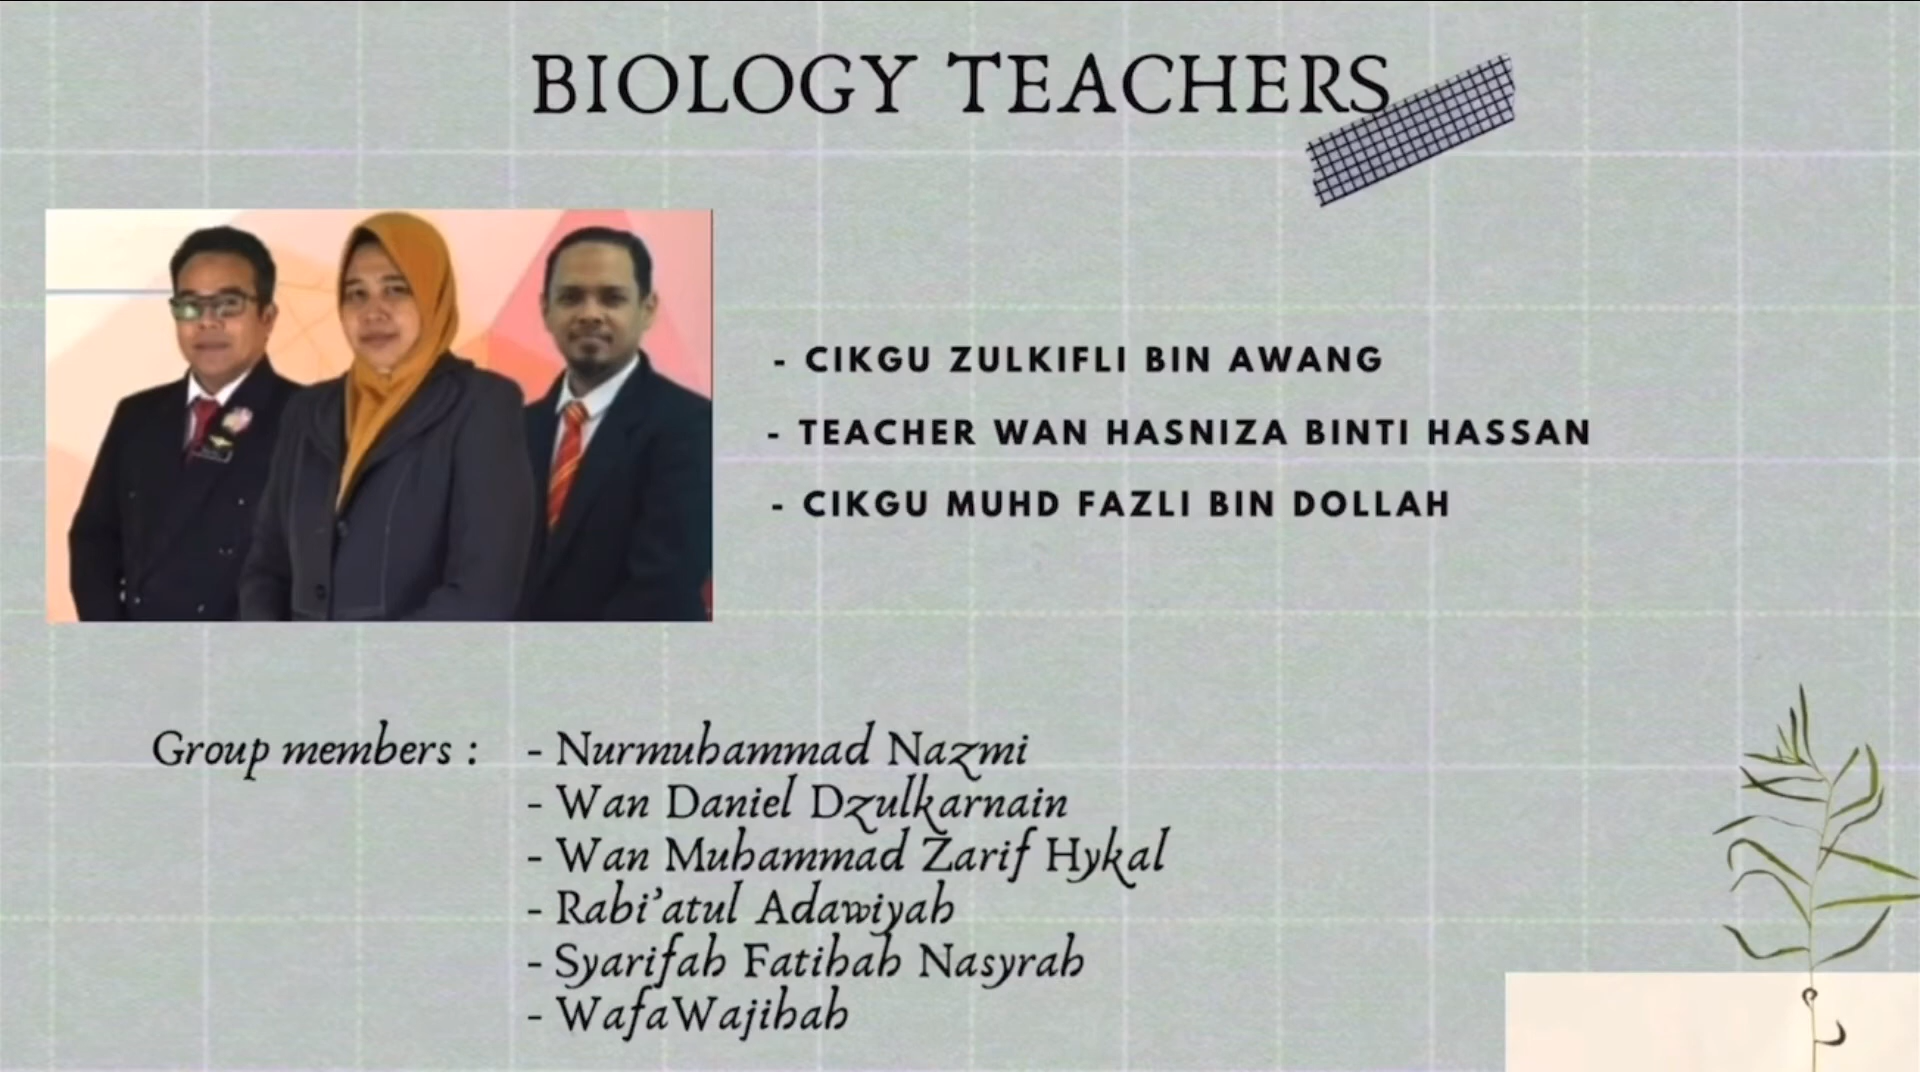 BIOLOGY TEACHERS
- CIKGU ZULKIFLI BIN AWANG
- TEACHER WAN HASNIZA BINTI HASSAN
- CIKGU MUHD FAZLI BIN DOLLAH
Group members :
- Nurmuhammad Nazmi
- Wan Daniel Dzulkarnain
- Wan Muhammad Zarif Hykal
- Rabi’atul Adawiyah
- Syarifah Fatihah Nasyrah
- WafaWajihah